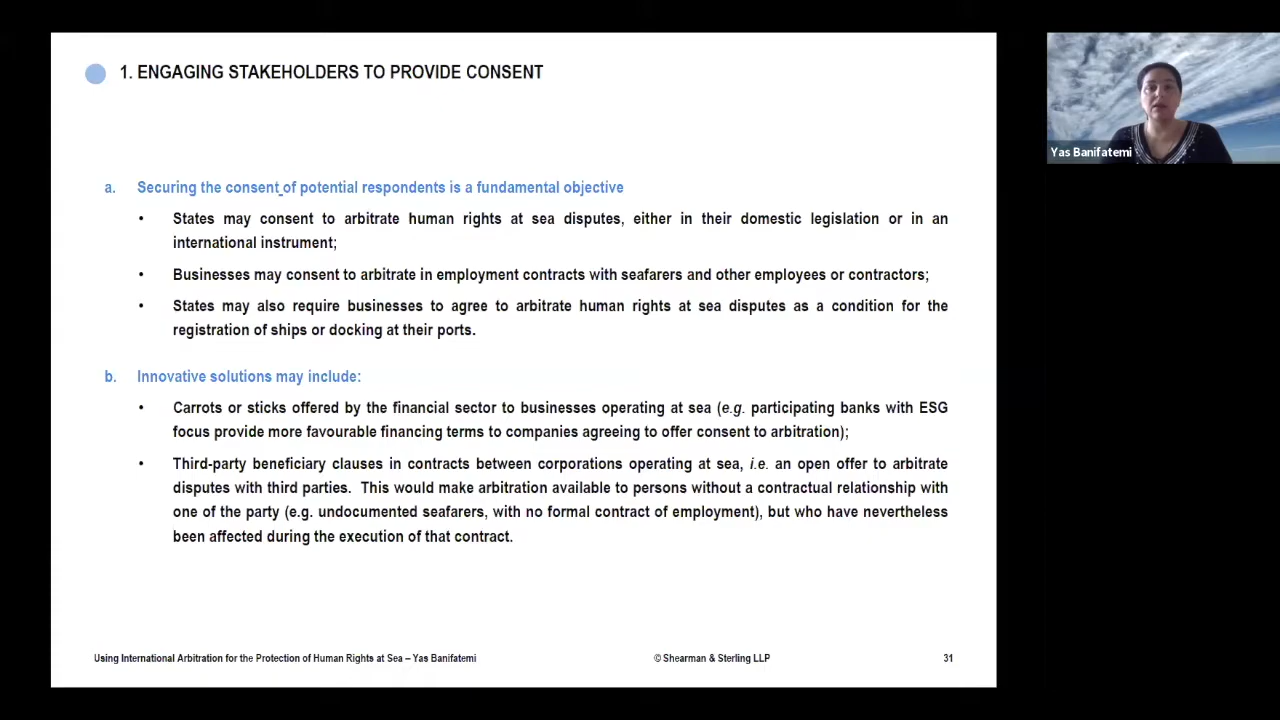 1. ENGAGING STAKEHOLDERS TO PROVIDE CONSENT
Yas Banifatemi
a. Securing the consent of potential respondents is a fundamental objective
• States may consent to arbitrate human rights at sea disputes, either in their domestic legislation or in an
international instrument;
• Businesses may consent to arbitrate in employment contracts with seafarers and other employees or contractors;
• States may also require businesses to agree to arbitrate human rights at sea disputes as a condition for the
registration of ships or docking at their ports.
b. Innovative solutions may include:
• Carrots or sticks offered by the financial sector to businesses operating at sea (e.g. participating banks with ESG
focus provide more favourable financing terms to companies agreeing to offer consent to arbitration);
• Third-party beneficiary clauses in contracts between corporations operating at sea, i.e. an open offer to arbitrate
disputes with third parties. This would make arbitration available to persons without a contractual relationship with
one of the party (e.g. undocumented seafarers, with no formal contract of employment), but who have nevertheless
been affected during the execution of that contract.
Using International Arbitration for the Protection of Human Rights at Sea – Yas Banifatemi
© Shearman & Sterling LLP
31